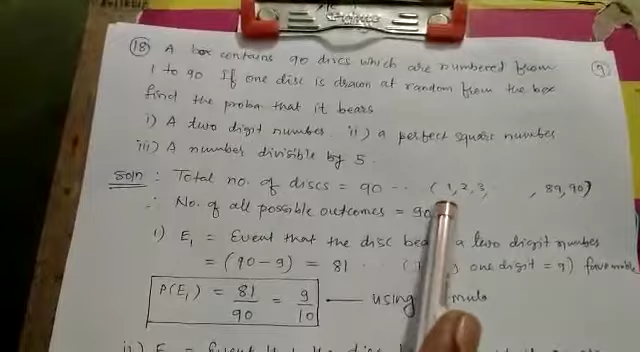 (18) A box contains 90 discs which are numbered from (9)
1 to 90 If one disc is drawn at random from the box
find the proba. that it bears
i) A two digit number ii) a perfect square number
iii) A number divisible by 5.
Soln : Total no. of discs = 90 -- (1, 2, 3, , 89, 90)
∴ No. of all possible outcomes = 90
i) E₁ = Event that the disc a two digit number
= (90-9) = 81 -- one digit = 9)
P(E₁) = 81/90 = 9/10 — using
ii)